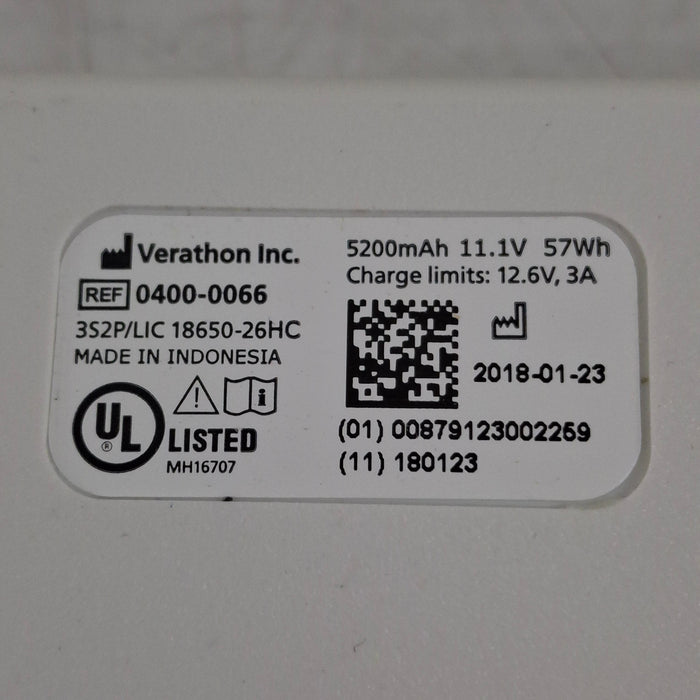 Verathon Inc.
REF 0400-0066
3S2P/LIC 18650-26HC
MADE IN INDONESIA
UL® LISTED
MH16707
5200mAh 11.1V 57Wh
Charge limits: 12.6V, 3A
2018-01-23
(01) 00879123002269
(11) 180123